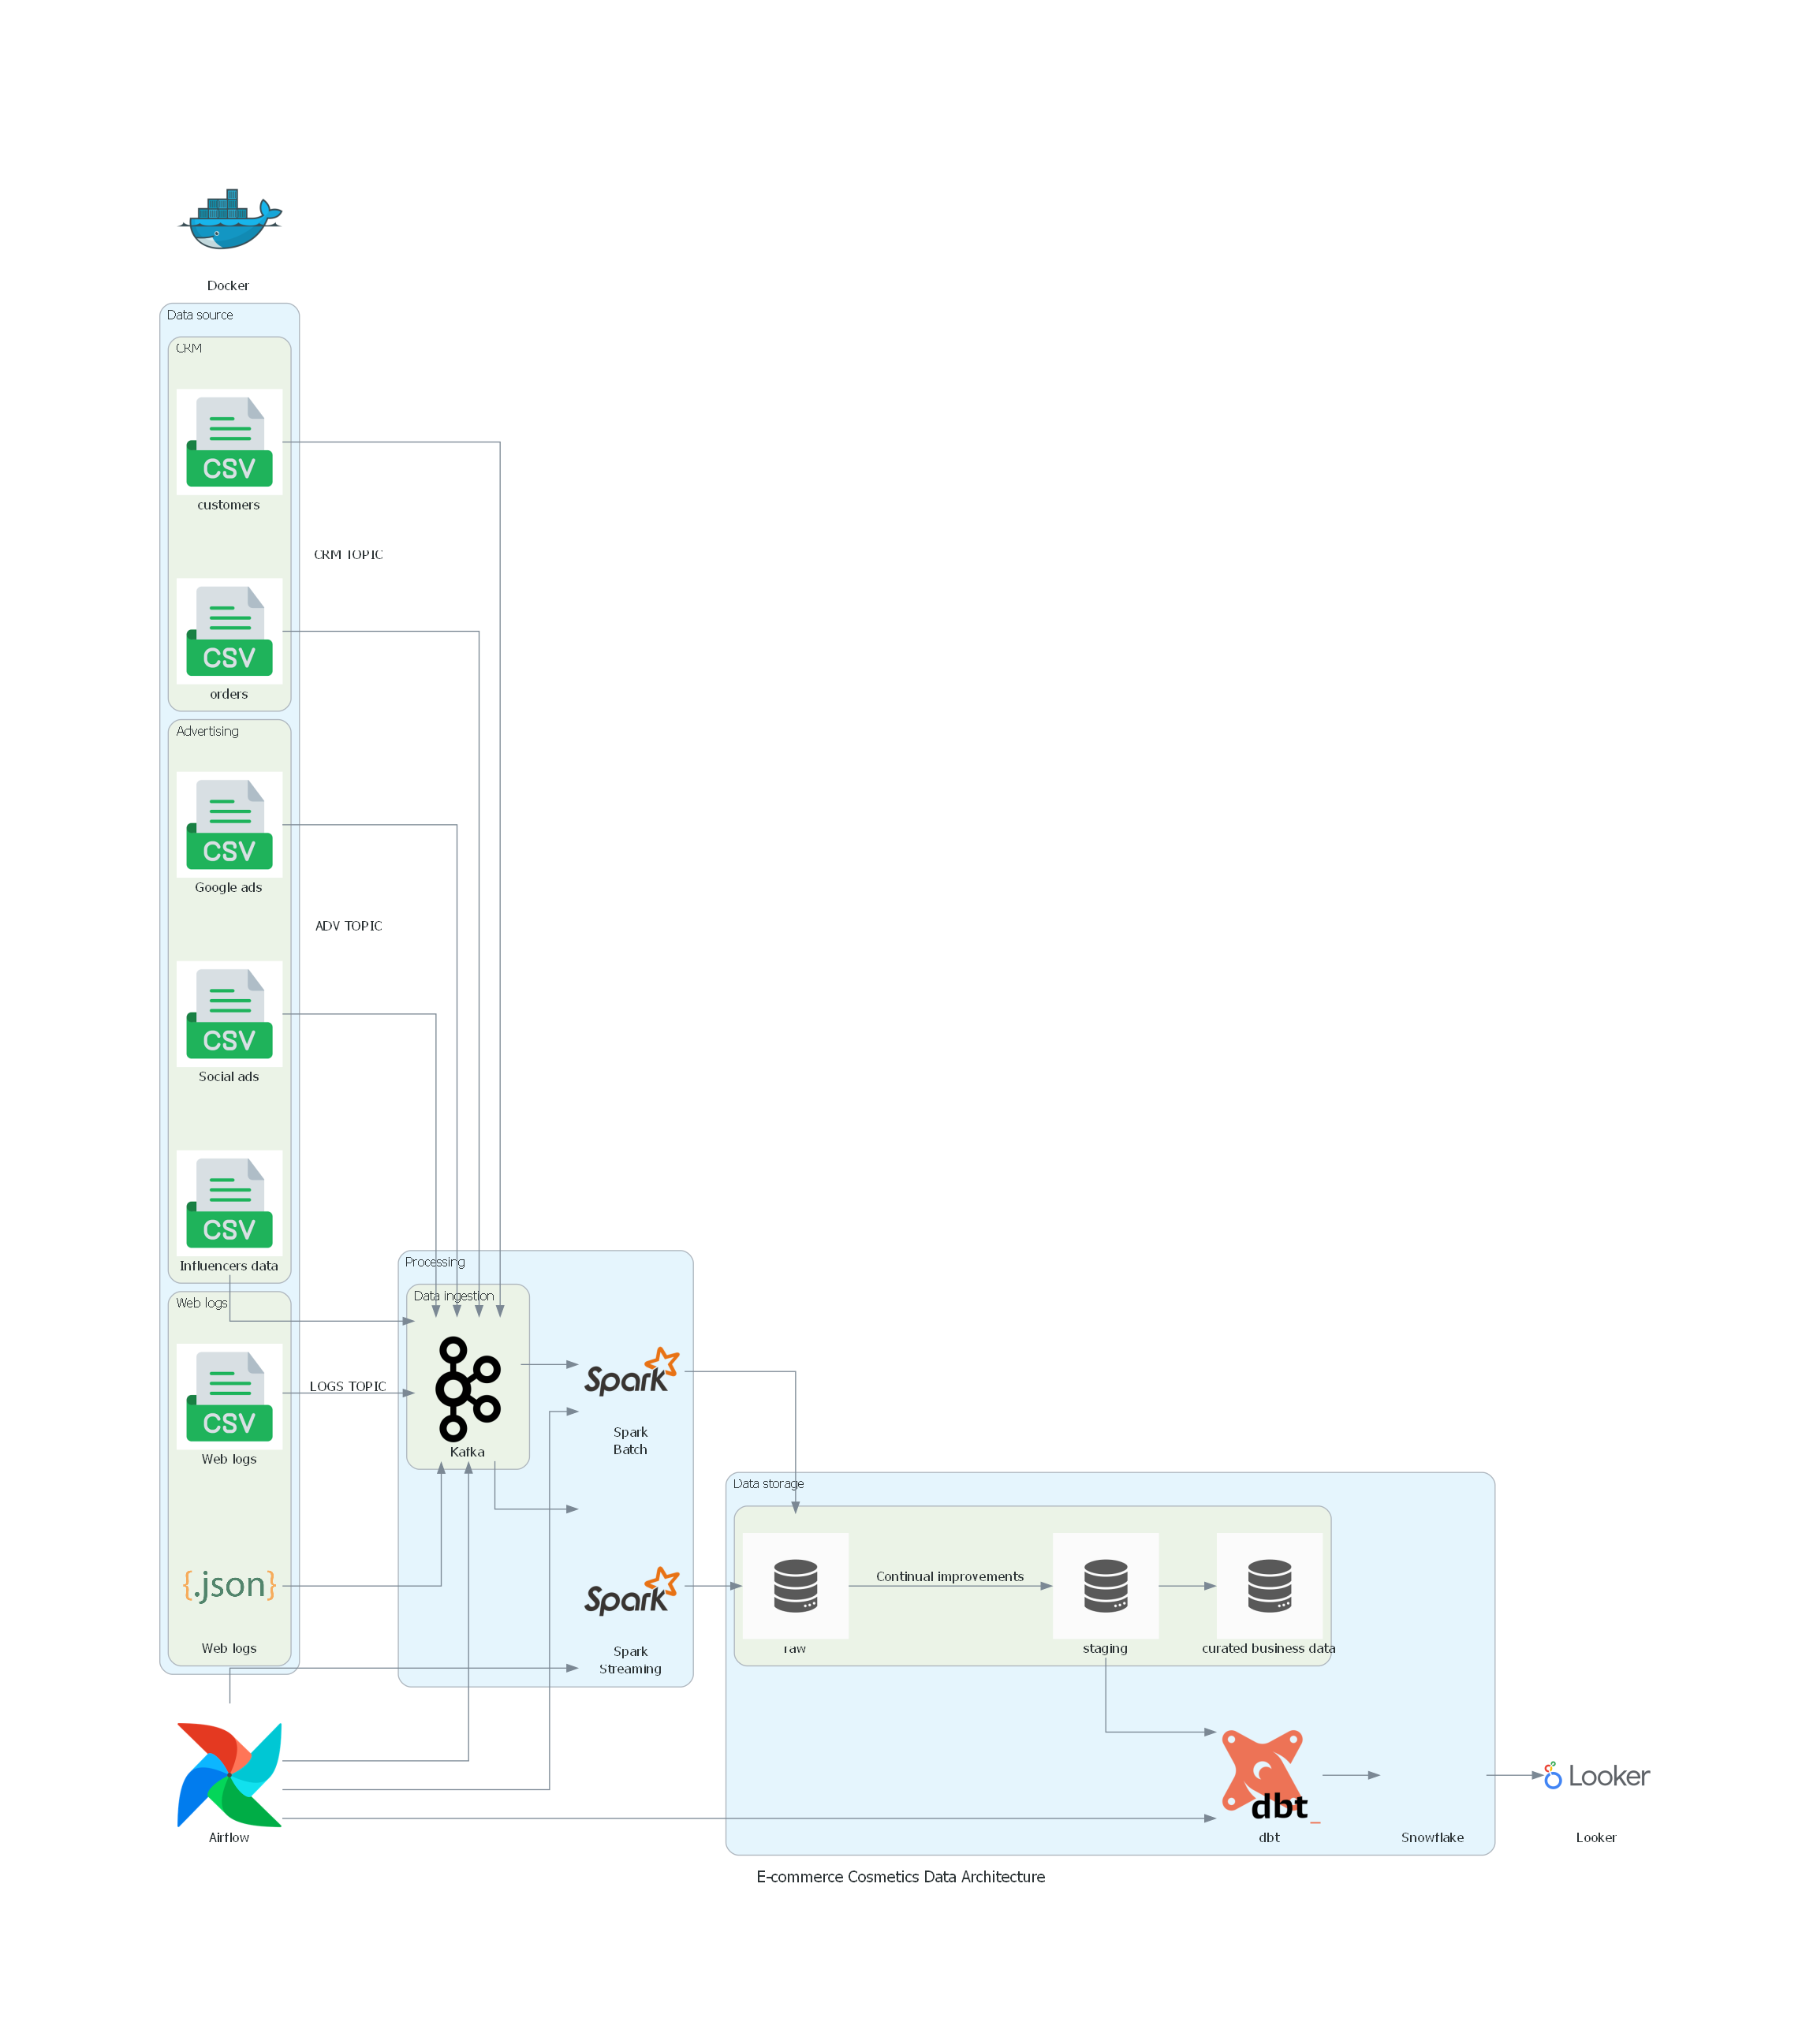 Docker
Data source
CRM
CSV
customers
CRM TOPIC
CSV
orders
Advertising
CSV
Google ads
ADV TOPIC
CSV
Social ads
CSV
Influencers data
Web logs
CSV
Web logs
LOGS TOPIC
{.json}
Web logs
Processing
Data ingestion
Kafka
Spark
Spark
Batch
Spark
Spark
Streaming
Data storage
raw
Continual improvements
staging
curated business data
Airflow
dbt_
dbt
Snowflake
Looker
Looker
E-commerce Cosmetics Data Architecture